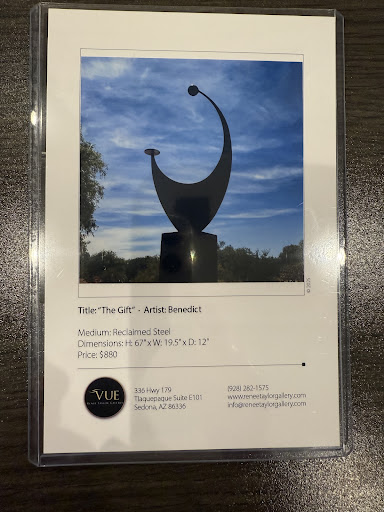 Title: "The Gift" - Artist: Benedict
Medium: Reclaimed Steel
Dimensions: H: 67" x W: 19.5" x D: 12"
Price: $880
VUE
336 Hwy 179
Tlaquepaque Suite E101
Sedona, AZ 86336
(928) 282-1575
www.reneetaylorgallery.com
info@reneetaylorgallery.com